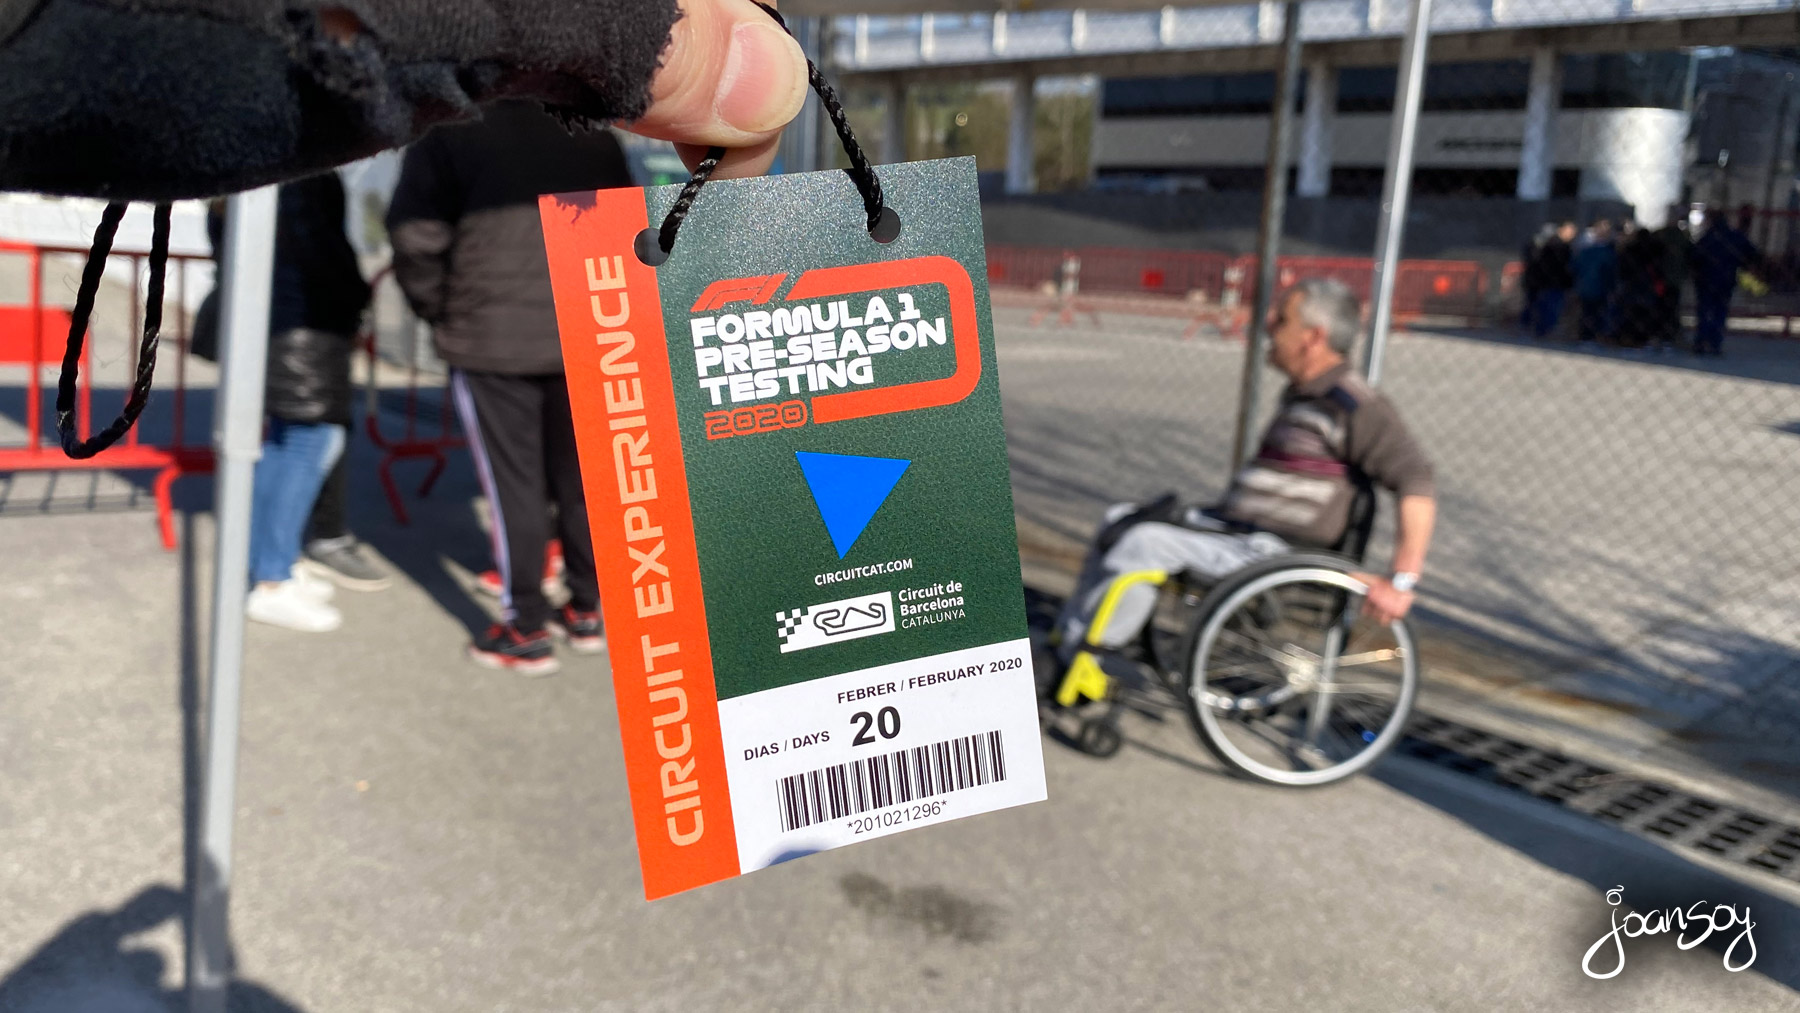 CIRCUIT EXPERIENCE
F1
FORMULA 1
PRE-SEASON
TESTING
2020
CIRCUITCAT.COM
Circuit de
Barcelona
CATALUNYA
FEBRER / FEBRUARY 2020
DIAS / DAYS 20
*201021296*
joansoy